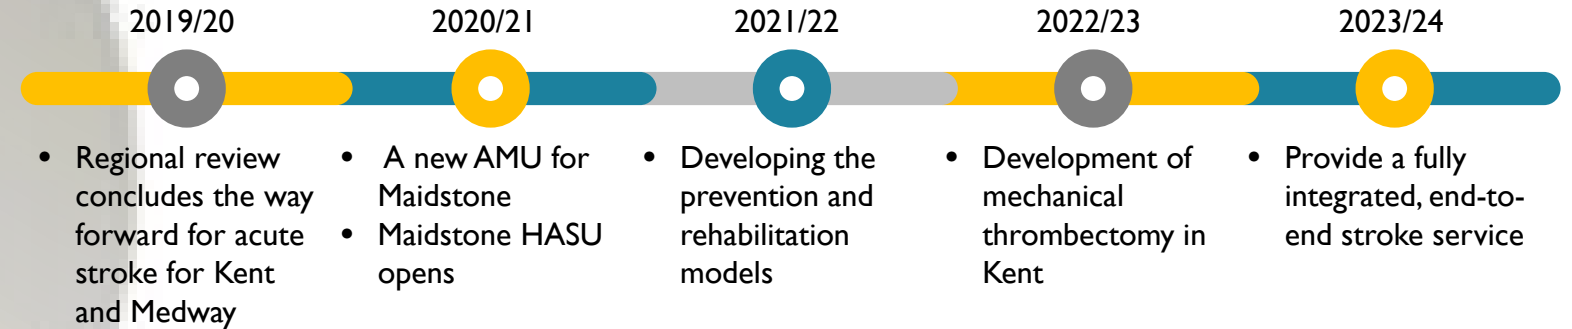 2019/20
2020/21
2021/22
2022/23
2023/24
• Regional review
concludes the way
forward for acute
stroke for Kent
and Medway
• A new AMU for
Maidstone
• Maidstone HASU
opens
• Developing the
prevention and
rehabilitation
models
• Development of
mechanical
thrombectomy in
Kent
• Provide a fully
integrated, end-to-
end stroke service